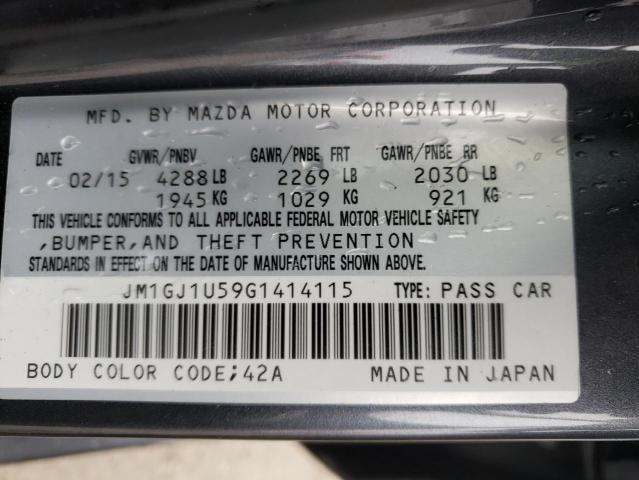 MFD. BY MAZDA MOTOR CORPORATION
DATE GVWR/PNBV GAWR/PNBE FRT GAWR/PNBE RR
02/15 4288 LB 2269 LB 2030 LB
1945 KG 1029 KG 921 KG
THIS VEHICLE CONFORMS TO ALL APPLICABLE FEDERAL MOTOR VEHICLE SAFETY
,BUMPER,AND THEFT PREVENTION
STANDARDS IN EFFECT ON THE DATE OF MANUFACTURE SHOWN ABOVE.
JM1GJ1U59G1414115 TYPE: PASS CAR
BODY COLOR CODE;42A MADE IN JAPAN